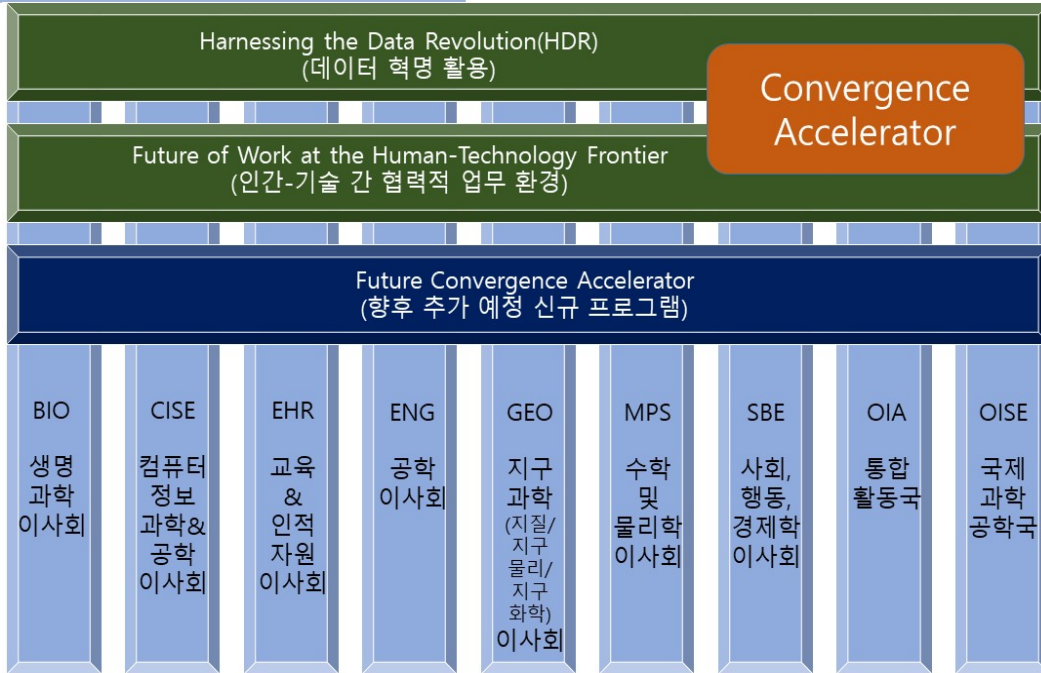 Harnessing the Data Revolution(HDR)
(데이터 혁명 활용)
Convergence
Accelerator
Future of Work at the Human-Technology Frontier
(인간-기술 간 협력적 업무 환경)
Future Convergence Accelerator
(향후 추가 예정 신규 프로그램)
BIO
생명
과학
이사회
CISE
컴퓨터
정보
과학&
공학
이사회
EHR
교육
&
인적
자원
이사회
ENG
공학
이사회
GEO
지구
과학
(지질/
지구
물리/
지구
화학)
이사회
MPS
수학
및
물리학
이사회
SBE
사회,
행동,
경제학
이사회
OIA
통합
활동국
OISE
국제
과학
공학국